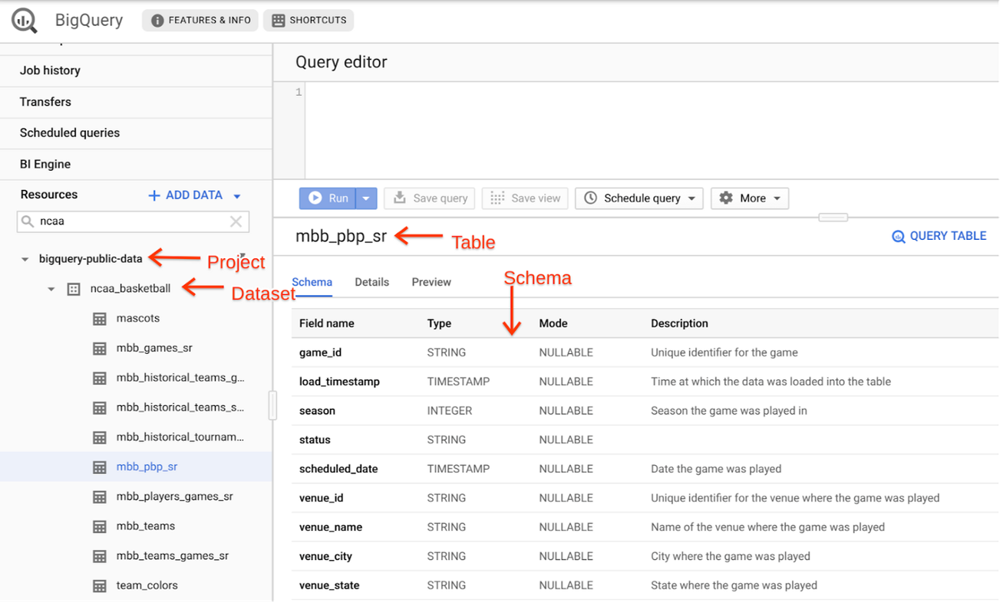 BigQuery FEATURES & INFO SHORTCUTS
Job history
Transfers
Scheduled queries
BI Engine
Resources ADD DATA
ncaa
bigquery-public-data Project
ncaa_basketball Dataset
mascots
mbb_games_sr
mbb_historical_teams_g...
mbb_historical_teams_s...
mbb_historical_tournam...
mbb_pbp_sr
mbb_players_games_sr
mbb_teams
mbb_teams_games_sr
team_colors
Query editor
1
Run Save query Save view Schedule query More
mbb_pbp_sr Table QUERY TABLE
Schema Details Preview Schema
Field name Type Mode Description
game_id STRING NULLABLE Unique identifier for the game
load_timestamp TIMESTAMP NULLABLE Time at which the data was loaded into the table
season INTEGER NULLABLE Season the game was played in
status STRING NULLABLE
scheduled_date TIMESTAMP NULLABLE Date the game was played
venue_id STRING NULLABLE Unique identifier for the venue where the game was played
venue_name STRING NULLABLE Name of the venue where the game was played
venue_city STRING NULLABLE City where the game was played
venue_state STRING NULLABLE State where the game was played